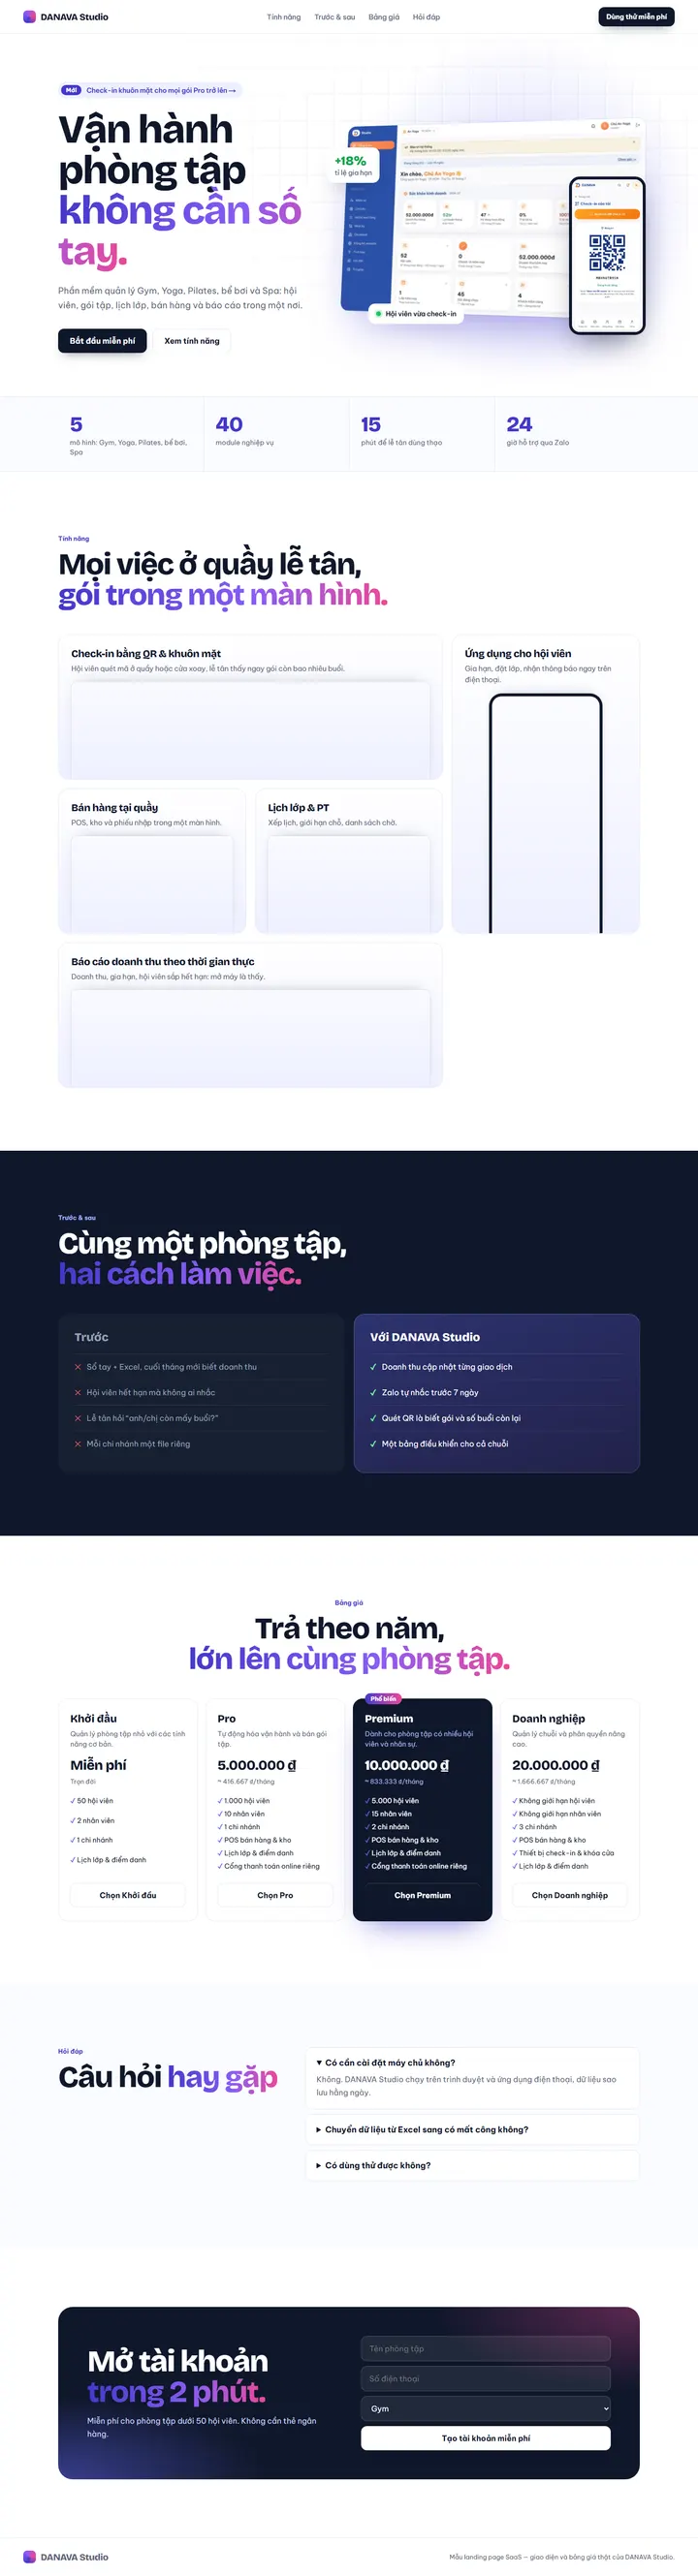 DANAVA Studio
Tính năng
Trước & sau
Bảng giá
Hỏi đáp
Dùng thử miễn phí
Mới Check-in khuôn mặt cho mọi gói Pro trở lên →
Vận hành
phòng tập
không cần sổ
tay.
Phần mềm quản lý Gym, Yoga, Pilates, bể bơi và Spa: hội
viên, gói tập, lịch lớp, bán hàng và báo cáo trong một nơi.
Bắt đầu miễn phí
Xem tính năng
+18%
tỉ lệ gia hạn
52.000.000đ
53.000.000đ
Hội viên vừa check-in
5
mô hình: Gym, Yoga, Pilates, bể bơi,
Spa
40
module nghiệp vụ
15
phút để lễ tân dùng thạo
24
giờ hỗ trợ qua Zalo
Tính năng
Mọi việc ở quầy lễ tân,
gói trong một màn hình.
Check-in bằng QR & khuôn mặt
Hội viên quét mã ở quầy hoặc cửa xoay, lễ tân thấy ngay gói còn bao nhiêu buổi.
Ứng dụng cho hội viên
Gia hạn, đặt lớp, nhận thông báo ngay trên
điện thoại.
Bán hàng tại quầy
POS, kho và phiếu nhập trong một màn hình.
Lịch lớp & PT
Xếp lịch, giới hạn chỗ, danh sách chờ.
Báo cáo doanh thu theo thời gian thực
Doanh thu, gia hạn, hội viên sắp hết hạn: mở máy là thấy.
Trước & sau
Cùng một phòng tập,
hai cách làm việc.
Trước
✕ Sổ tay + Excel, cuối tháng mới biết doanh thu
✕ Hội viên hết hạn mà không ai nhắc
✕ Lễ tân hỏi "anh/chị còn mấy buổi?"
✕ Mỗi chi nhánh một file riêng
Với DANAVA Studio
✓ Doanh thu cập nhật từng giao dịch
✓ Zalo tự nhắc trước 7 ngày
✓ Quét QR là biết gói và số buổi còn lại
✓ Một bảng điều khiển cho cả chuỗi
Bảng giá
Trả theo năm,
lớn lên cùng phòng tập.
Khởi đầu
Quản lý phòng tập nhỏ với các tính
năng cơ bản.
Miễn phí
Trọn đời
✓ 50 hội viên
✓ 2 nhân viên
✓ 1 chi nhánh
✓ Lịch lớp & điểm danh
Chọn Khởi đầu
Pro
Tự động hóa vận hành và bán gói
tập.
5.000.000 ₫
~ 416.667 ₫/tháng
✓ 1.000 hội viên
✓ 10 nhân viên
✓ 1 chi nhánh
✓ POS bán hàng & kho
✓ Lịch lớp & điểm danh
✓ Cổng thanh toán online riêng
Chọn Pro
Phổ biến
Premium
Dành cho phòng tập có nhiều hội
viên và nhân sự.
10.000.000 ₫
~ 833.333 ₫/tháng
✓ 5.000 hội viên
✓ 15 nhân viên
✓ 2 chi nhánh
✓ POS bán hàng & kho
✓ Lịch lớp & điểm danh
✓ Cổng thanh toán online riêng
Chọn Premium
Doanh nghiệp
Quản lý chuỗi và phân quyền nâng
cao.
20.000.000 ₫
~ 1.666.667 ₫/tháng
✓ Không giới hạn hội viên
✓ Không giới hạn nhân viên
✓ 3 chi nhánh
✓ POS bán hàng & kho
✓ Thiết bị check-in & khóa cửa
✓ Lịch lớp & điểm danh
Chọn Doanh nghiệp
Hỏi đáp
Câu hỏi hay gặp
▼ Có cần cài đặt máy chủ không?
Không. DANAVA Studio chạy trên trình duyệt và ứng dụng điện thoại, dữ liệu sao
lưu hằng ngày.
▶ Chuyển dữ liệu từ Excel sang có mất công không?
▶ Có dùng thử được không?
Mở tài khoản
trong 2 phút.
Miễn phí cho phòng tập dưới 50 hội viên. Không cần thẻ ngân
hàng.
Tên phòng tập
Số điện thoại
Gym
Tạo tài khoản miễn phí
DANAVA Studio
Mẫu landing page SaaS — giao diện và bảng giá thật của DANAVA Studio.